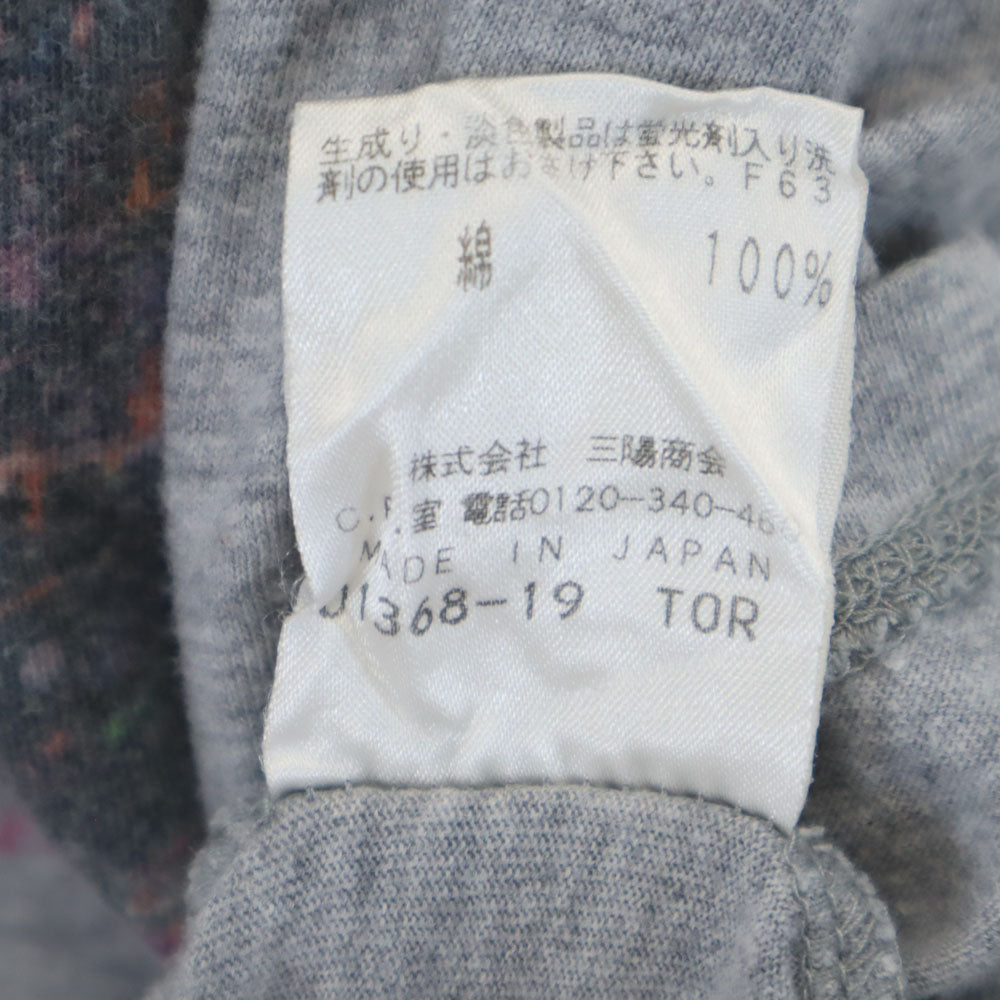 生成り・淡色製品は蛍光剤入り洗
剤の使用はおさけ下さい。F63
綿 100%
株式会社 三陽商会
C.R.室 電話0120-340-46
MADE IN JAPAN
J1368-19 TOR